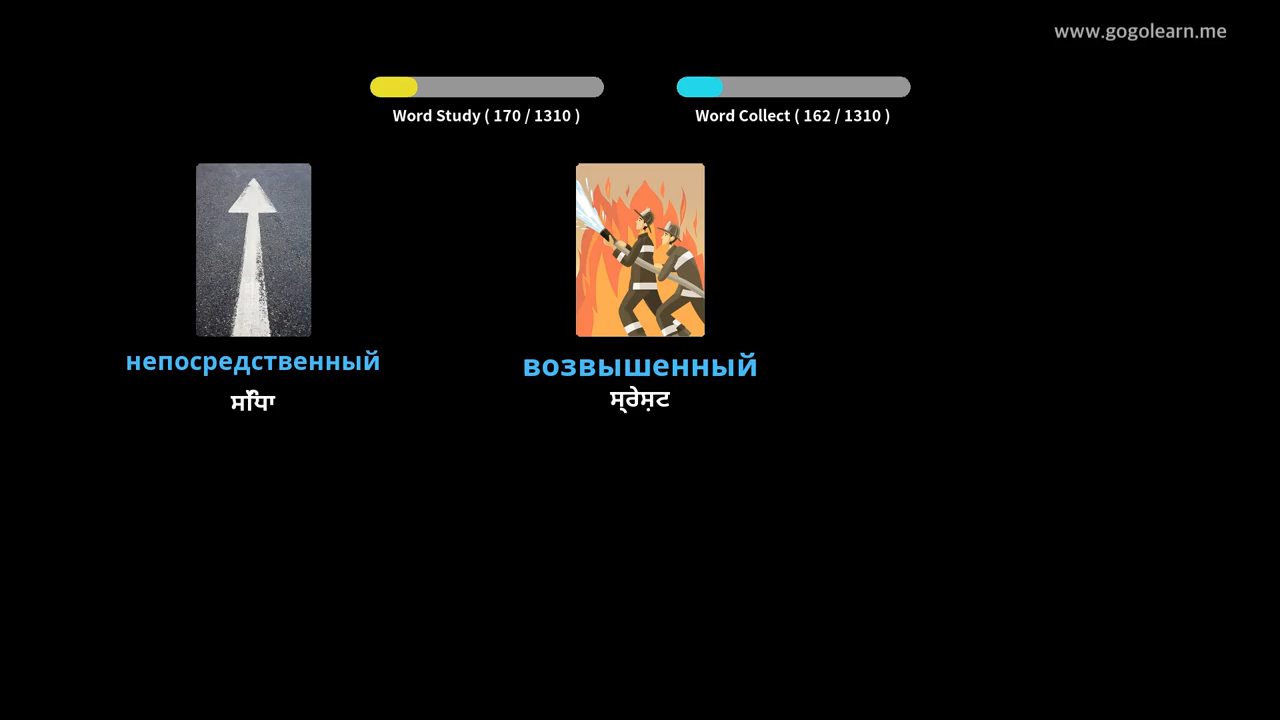 www.gogolearn.me
Word Study ( 170 / 1310 )
Word Collect ( 162 / 1310 )
непосредственный
возвышенный
ਸਿੱਧਾ
ਸ੍ਰੇਸ਼ਟ